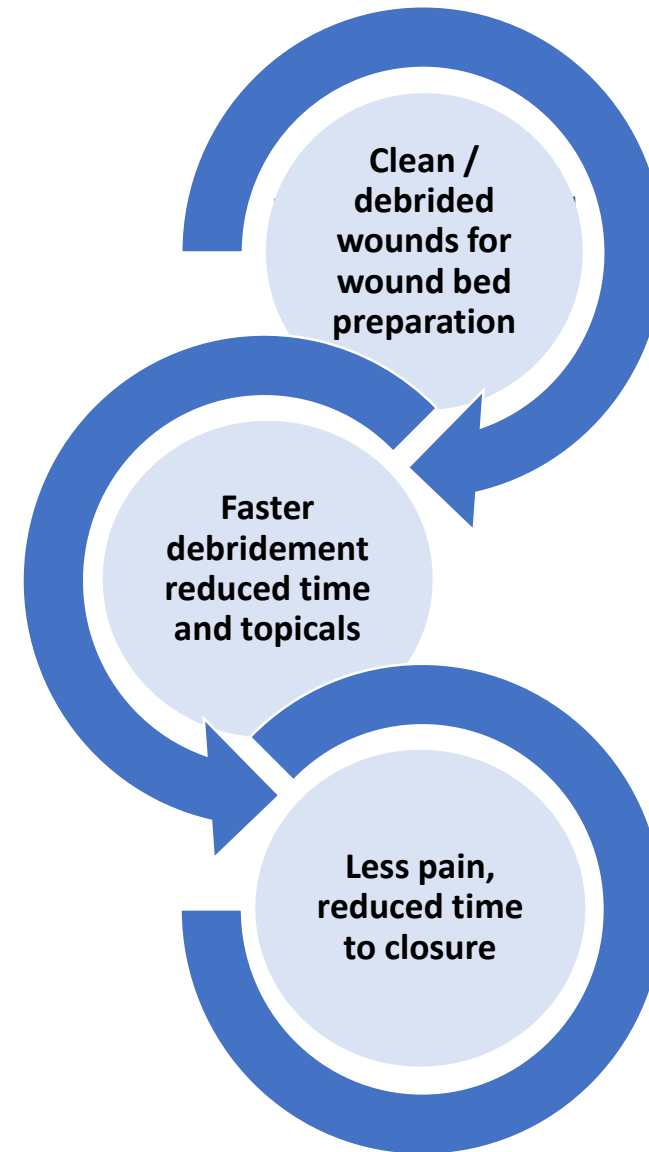 Clean /
debrided
wounds for
wound bed
preparation
Faster
debridement
reduced time
and topicals
Less pain,
reduced time
to closure